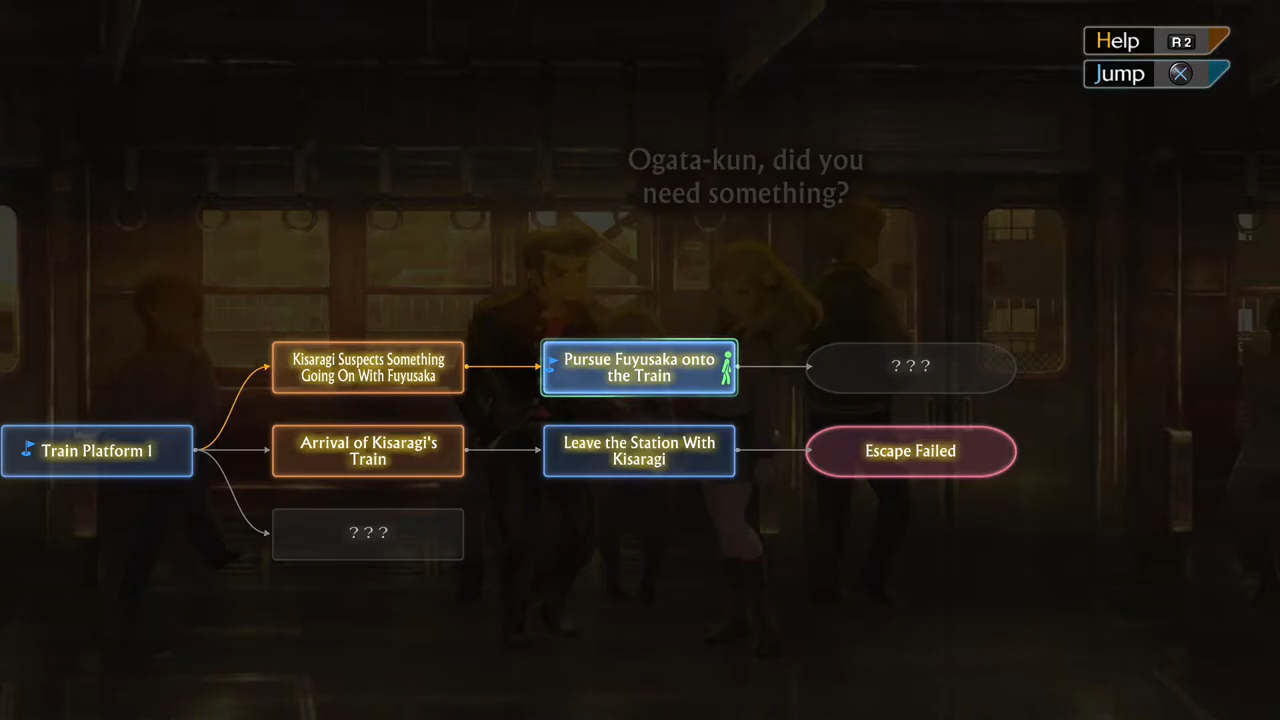 Help R2
Jump
Ogata-kun, did you
need something?
Kisaragi Suspects Something
Going On With Fuyusaka
Pursue Fuyusaka onto
the Train
? ? ?
Train Platform 1
Arrival of Kisaragi's
Train
Leave the Station With
Kisaragi
Escape Failed
? ? ?